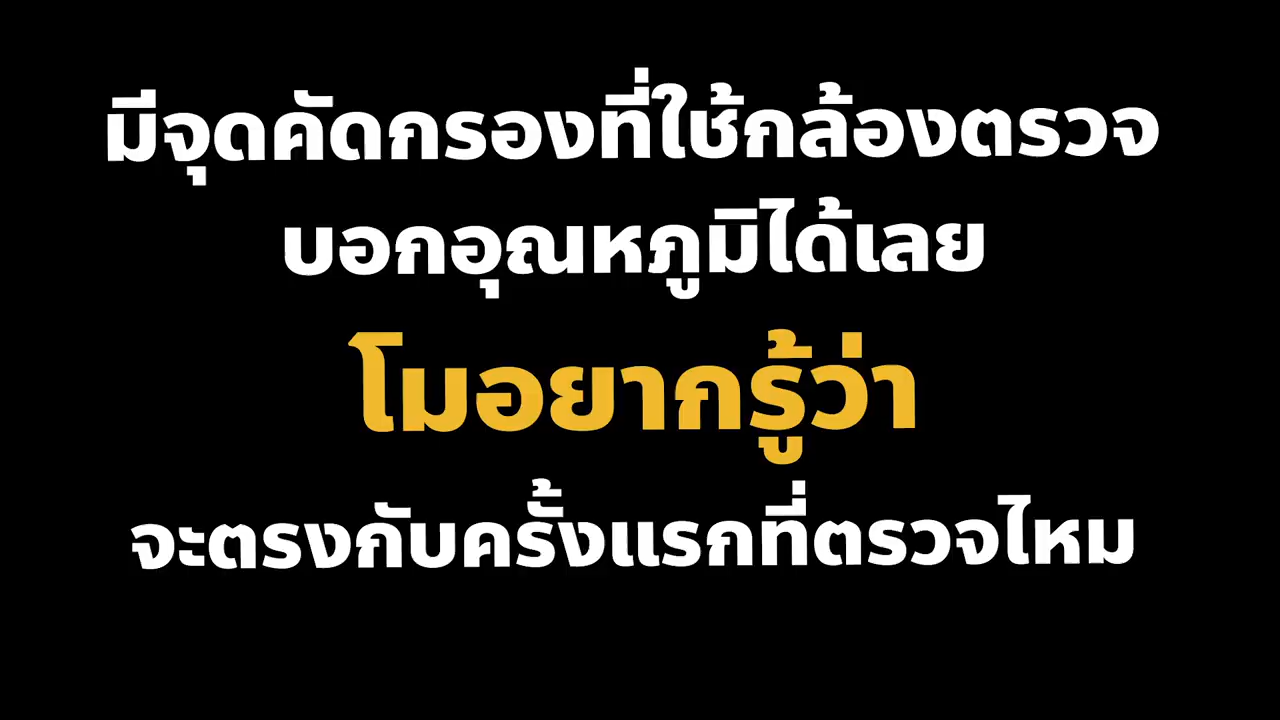 มีจุดคัดกรองที่ใช้กล้องตรวจ
บอกอุณหภูมิได้เลย
โมอยากรู้ว่า
จะตรงกับครั้งแรกที่ตรวจไหม